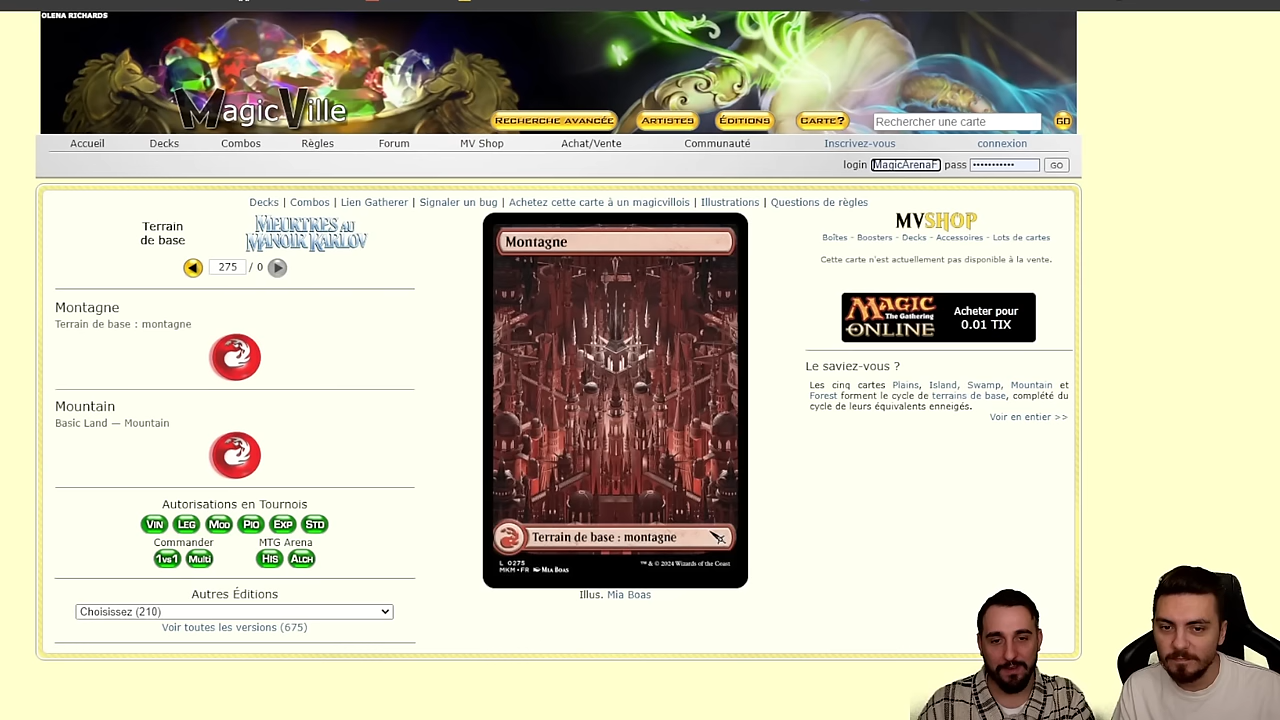 OLENA RICHARDS
MagicVille
RECHERCHE AVANCÉE
ARTISTES
ÉDITIONS
CARTE?
Rechercher une carte
GO
Accueil
Decks
Combos
Règles
Forum
MV Shop
Achat/Vente
Communauté
Inscrivez-vous
connexion
login MagicArenaF pass ••••••••••• GO
Decks | Combos | Lien Gatherer | Signaler un bug | Achetez cette carte à un magicvillois | Illustrations | Questions de règles
Terrain
de base
MEURTRES AU
MANOIR KARLOV
275 / 0
Montagne
Terrain de base : montagne
Mountain
Basic Land — Mountain
Autorisations en Tournois
VIN LEG MOD PIO EXP STD
Commander
MTG Arena
1vs1 Multi
HIS ALCH
Autres Éditions
Choisissez (210)
Voir toutes les versions (675)
Montagne
Terrain de base : montagne
L 0275
MKM • FR MIA BOAS
™ & © 2024 Wizards of the Coast
Illus. Mia Boas
MVSHOP
Boîtes - Boosters - Decks - Accessoires - Lots de cartes
Cette carte n'est actuellement pas disponible à la vente.
MAGIC
The Gathering
ONLINE
Acheter pour
0.01 TIX
Le saviez-vous ?
Les cinq cartes Plains, Island, Swamp, Mountain et
Forest forment le cycle de terrains de base, complété du
cycle de leurs équivalents enneigés.
Voir en entier >>